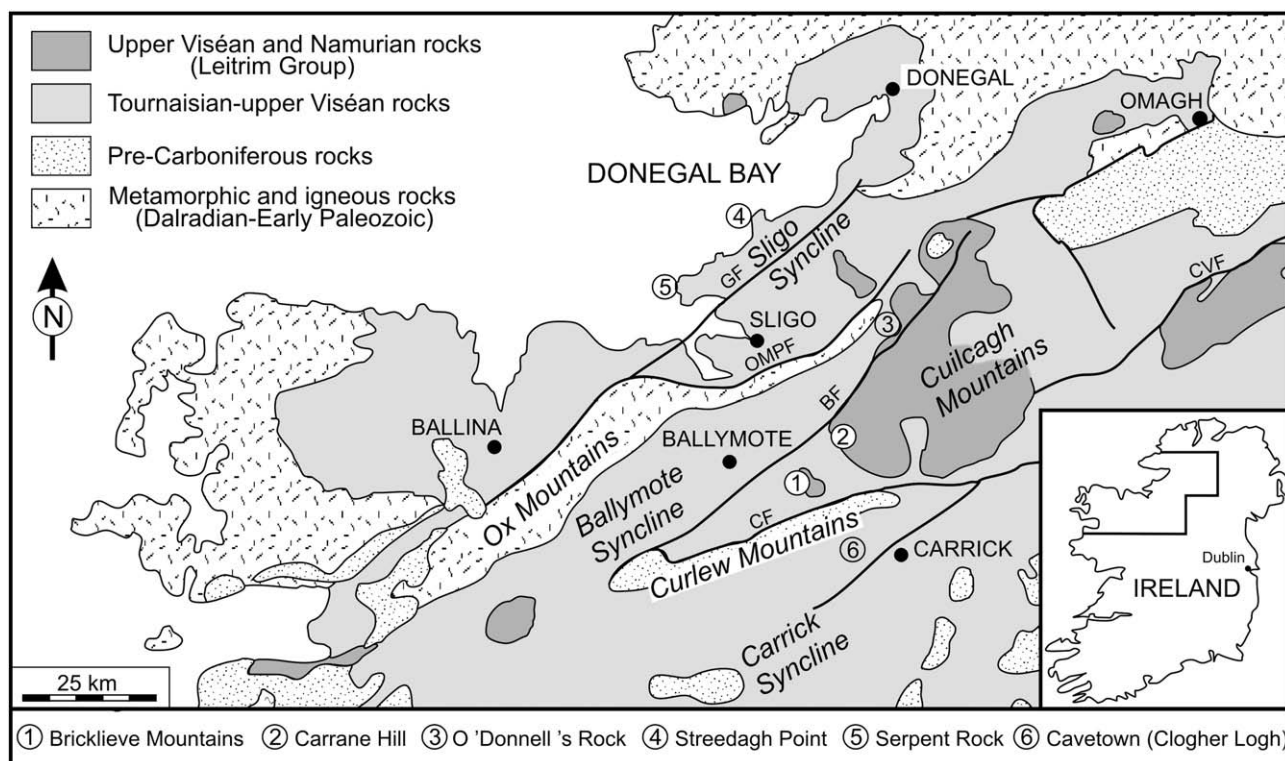 Upper Viséan and Namurian rocks
(Leitrim Group)
Tournaisian-upper Viséan rocks
Pre-Carboniferous rocks
Metamorphic and igneous rocks
(Dalradian-Early Paleozoic)
N
DONEGAL
OMAGH
DONEGAL BAY
4
Sligo
Syncline
GF
5
CVF
SLIGO
3
OMPF
Cuilcagh
Mountains
BF
BALLINA
2
BALLYMOTE
Ox Mountains
1
Ballymote
Syncline
CF
Curlew Mountains
6
CARRICK
Carrick
Syncline
Dublin
IRELAND
25 km
1 Bricklieve Mountains 2 Carrane Hill 3 O 'Donnell 's Rock 4 Streedagh Point 5 Serpent Rock 6 Cavetown (Clogher Logh)